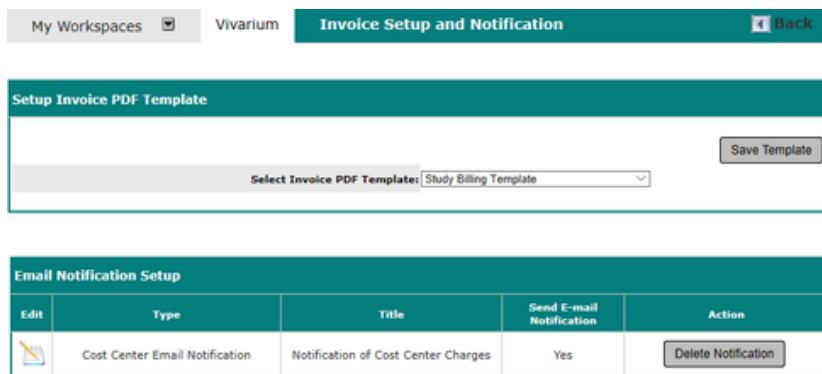 My Workspaces Vivarium Invoice Setup and Notification Back
Setup Invoice PDF Template
Save Template
Select Invoice PDF Template: Study Billing Template
Email Notification Setup
Edit Type Title Send E-mail Notification Action
Cost Center Email Notification Notification of Cost Center Charges Yes Delete Notification